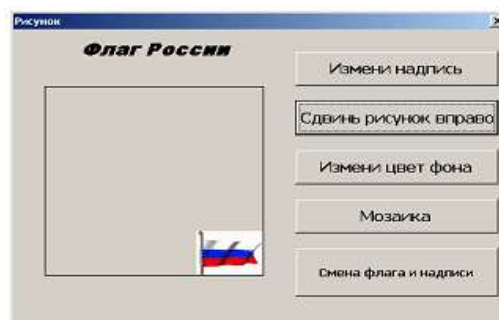 Рисунок
Флаг России
Измени надпись
Сдвинь рисунок вправо
Измени цвет фона
Мозаика
Смена флага и надписи